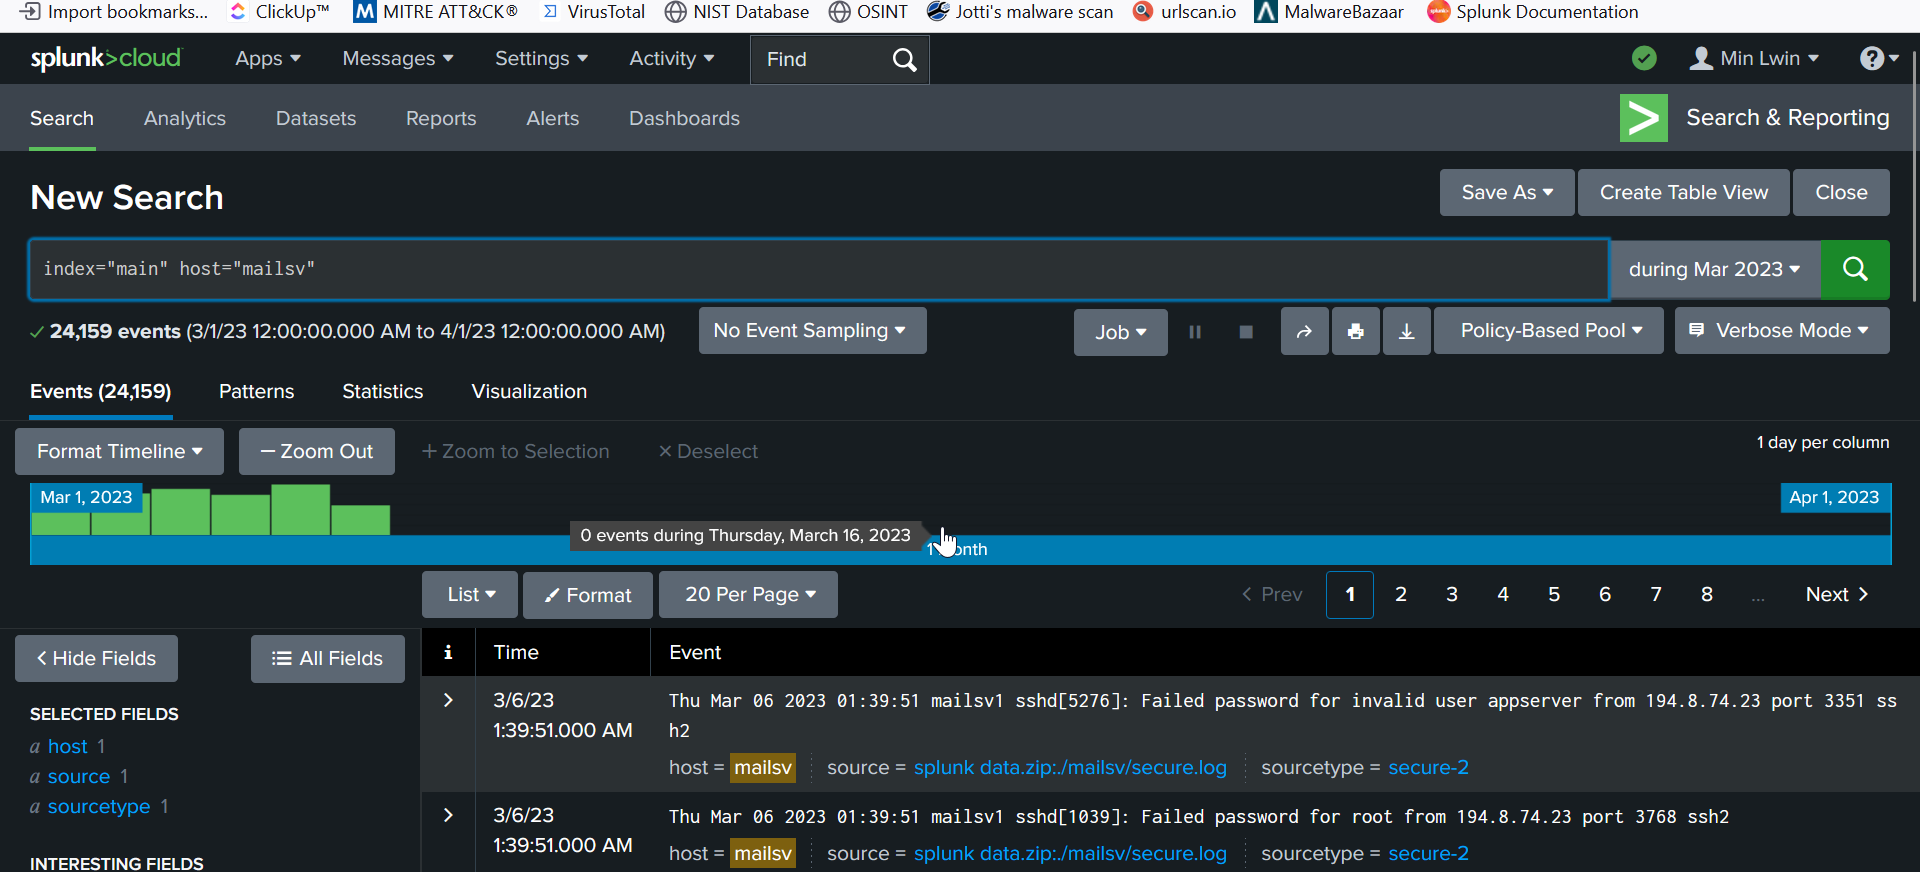 Import bookmarks... ClickUp™ MITRE ATT&CK® VirusTotal NIST Database OSINT Jotti's malware scan urlscan.io MalwareBazaar Splunk Documentation
splunk>cloud Apps Messages Settings Activity Find Min Lwin ?
Search Analytics Datasets Reports Alerts Dashboards > Search & Reporting
New Search Save As Create Table View Close
index="main" host="mailsv" during Mar 2023
✓ 24,159 events (3/1/23 12:00:00.000 AM to 4/1/23 12:00:00.000 AM) No Event Sampling Job Policy-Based Pool Verbose Mode
Events (24,159) Patterns Statistics Visualization
Format Timeline — Zoom Out + Zoom to Selection × Deselect 1 day per column
Mar 1, 2023 Apr 1, 2023
0 events during Thursday, March 16, 2023
List Format 20 Per Page < Prev 1 2 3 4 5 6 7 8 ... Next >
< Hide Fields All Fields i Time Event
SELECTED FIELDS
a host 1
a source 1
a sourcetype 1
INTERESTING FIELDS
> 3/6/23 1:39:51.000 AM
Thu Mar 06 2023 01:39:51 mailsv1 sshd[5276]: Failed password for invalid user appserver from 194.8.74.23 port 3351 ss
h2
host = mailsv source = splunk data.zip:./mailsv/secure.log sourcetype = secure-2
> 3/6/23 1:39:51.000 AM
Thu Mar 06 2023 01:39:51 mailsv1 sshd[1039]: Failed password for root from 194.8.74.23 port 3768 ssh2
host = mailsv source = splunk data.zip:./mailsv/secure.log sourcetype = secure-2